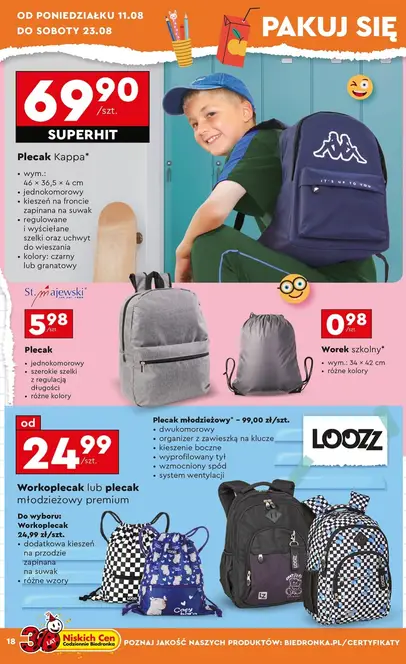 OD PONIEDZIAŁKU 11.08
DO SOBOTY 23.08
PAKUJ SIĘ
69 90
/szt.
SUPERHIT
Plecak Kappa*
• wym.:
46 × 36,5 × 4 cm
• jednokomorowy
• kieszeń na froncie
zapinana na suwak
• regulowane
i wyściełane
szelki oraz uchwyt
do wieszania
• kolory: czarny
lub granatowy
Kappa
IT'S UP TO YOU
St. Majewski
5 98
/szt.
Plecak
• jednokomorowy
• szerokie szelki
z regulacją
długości
• różne kolory
0 98
/szt.
Worek szkolny*
• wym.: 34 × 42 cm
• różne kolory
od
24 99
/szt.
Workoplecak lub plecak
młodzieżowy premium
Do wyboru:
Workoplecak
24,99 zł/szt.
• dodatkowa kieszeń
na przodzie
zapinana
na suwak
• różne wzory
Plecak młodzieżowy* – 99,00 zł/szt.
• dwukomorowy
• organizer z zawieszką na klucze
• kieszenie boczne
• wyprofilowany tył
• wzmocniony spód
• system wentylacji
LOOZZ
18
30 LAT
Niskich Cen
Codziennie Biedronka
POZNAJ JAKOŚĆ NASZYCH PRODUKTÓW: BIEDRONKA.PL/CERTYFIKATY